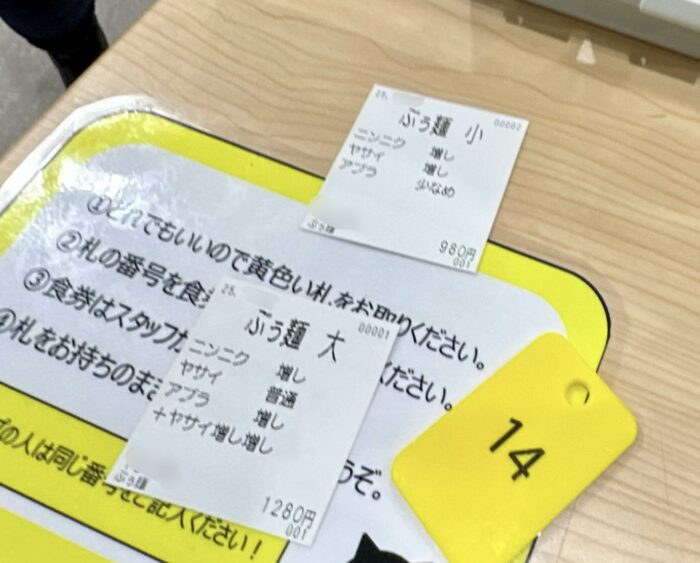 25.
00002
ぶぅ麺 小
ニンニク 増し
ヤサイ 増し
アブラ 少なめ
ぶぅ麺
980円
001
①どれでもいいので黄色い札をお取りください。
②札の番号を食
ください。
③食券はスタッフ
④札をお持ちのまま
うぞ。
の人は同じ番号をご記入ください!
25.
00001
ぶぅ麺 大
ニンニク 増し
ヤサイ 普通
アブラ 増し
+ヤサイ増し増し
ぶぅ麺
1280円
001
14